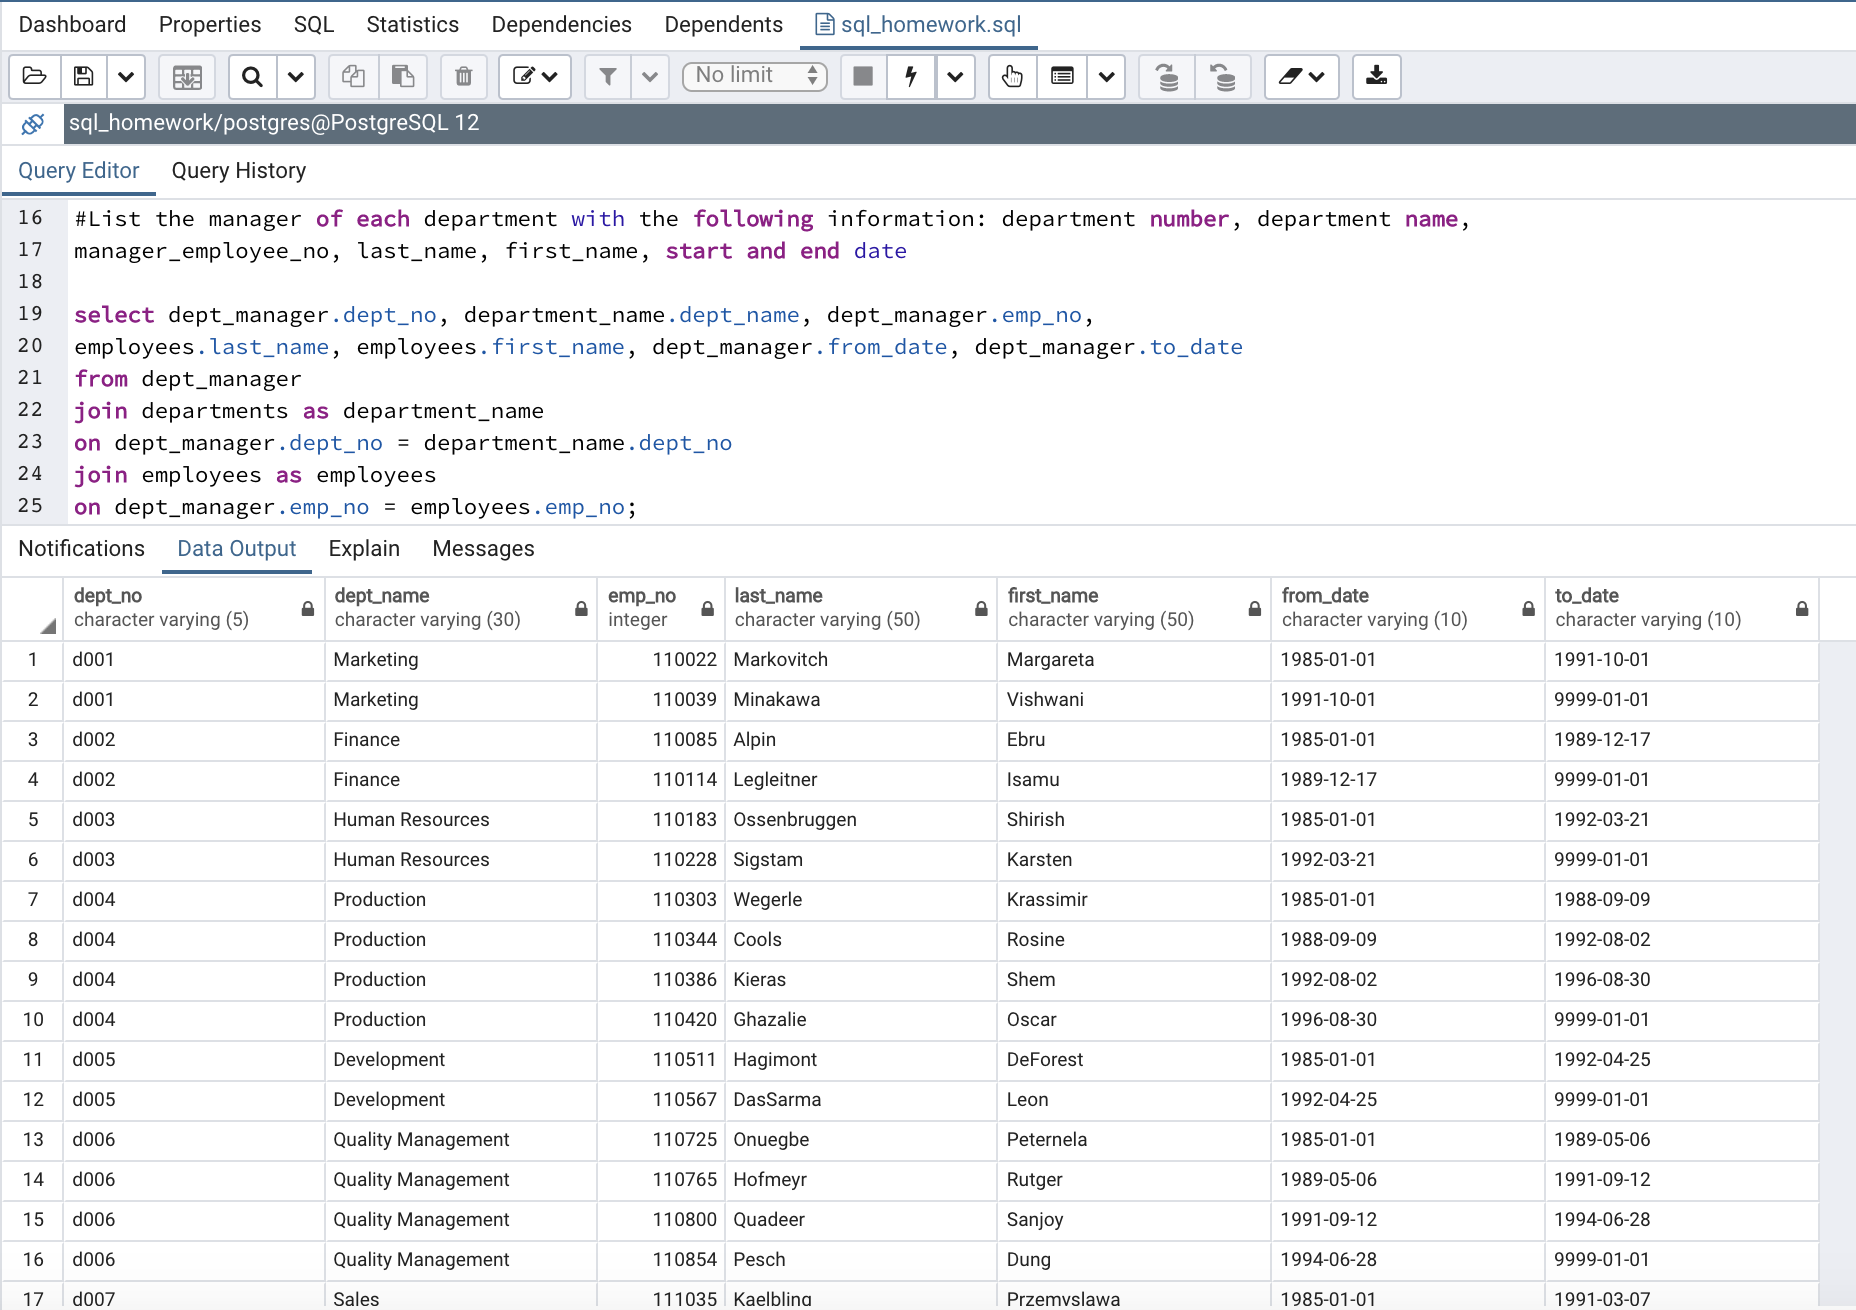 Dashboard Properties SQL Statistics Dependencies Dependents sql_homework.sql
No limit
sql_homework/postgres@PostgreSQL 12
Query Editor Query History
16 #List the manager of each department with the following information: department number, department name,
17 manager_employee_no, last_name, first_name, start and end date
18
19 select dept_manager.dept_no, department_name.dept_name, dept_manager.emp_no,
20 employees.last_name, employees.first_name, dept_manager.from_date, dept_manager.to_date
21 from dept_manager
22 join departments as department_name
23 on dept_manager.dept_no = department_name.dept_no
24 join employees as employees
25 on dept_manager.emp_no = employees.emp_no;
Notifications Data Output Explain Messages
dept_no dept_name emp_no last_name first_name from_date to_date
character varying (5) character varying (30) integer character varying (50) character varying (50) character varying (10) character varying (10)
1 d001 Marketing 110022 Markovitch Margareta 1985-01-01 1991-10-01
2 d001 Marketing 110039 Minakawa Vishwani 1991-10-01 9999-01-01
3 d002 Finance 110085 Alpin Ebru 1985-01-01 1989-12-17
4 d002 Finance 110114 Legleitner Isamu 1989-12-17 9999-01-01
5 d003 Human Resources 110183 Ossenbruggen Shirish 1985-01-01 1992-03-21
6 d003 Human Resources 110228 Sigstam Karsten 1992-03-21 9999-01-01
7 d004 Production 110303 Wegerle Krassimir 1985-01-01 1988-09-09
8 d004 Production 110344 Cools Rosine 1988-09-09 1992-08-02
9 d004 Production 110386 Kieras Shem 1992-08-02 1996-08-30
10 d004 Production 110420 Ghazalie Oscar 1996-08-30 9999-01-01
11 d005 Development 110511 Hagimont DeForest 1985-01-01 1992-04-25
12 d005 Development 110567 DasSarma Leon 1992-04-25 9999-01-01
13 d006 Quality Management 110725 Onuegbe Peternela 1985-01-01 1989-05-06
14 d006 Quality Management 110765 Hofmeyr Rutger 1989-05-06 1991-09-12
15 d006 Quality Management 110800 Quadeer Sanjoy 1991-09-12 1994-06-28
16 d006 Quality Management 110854 Pesch Dung 1994-06-28 9999-01-01
17 d007 Sales 111035 Kaelbling Przemyslawa 1985-01-01 1991-03-07